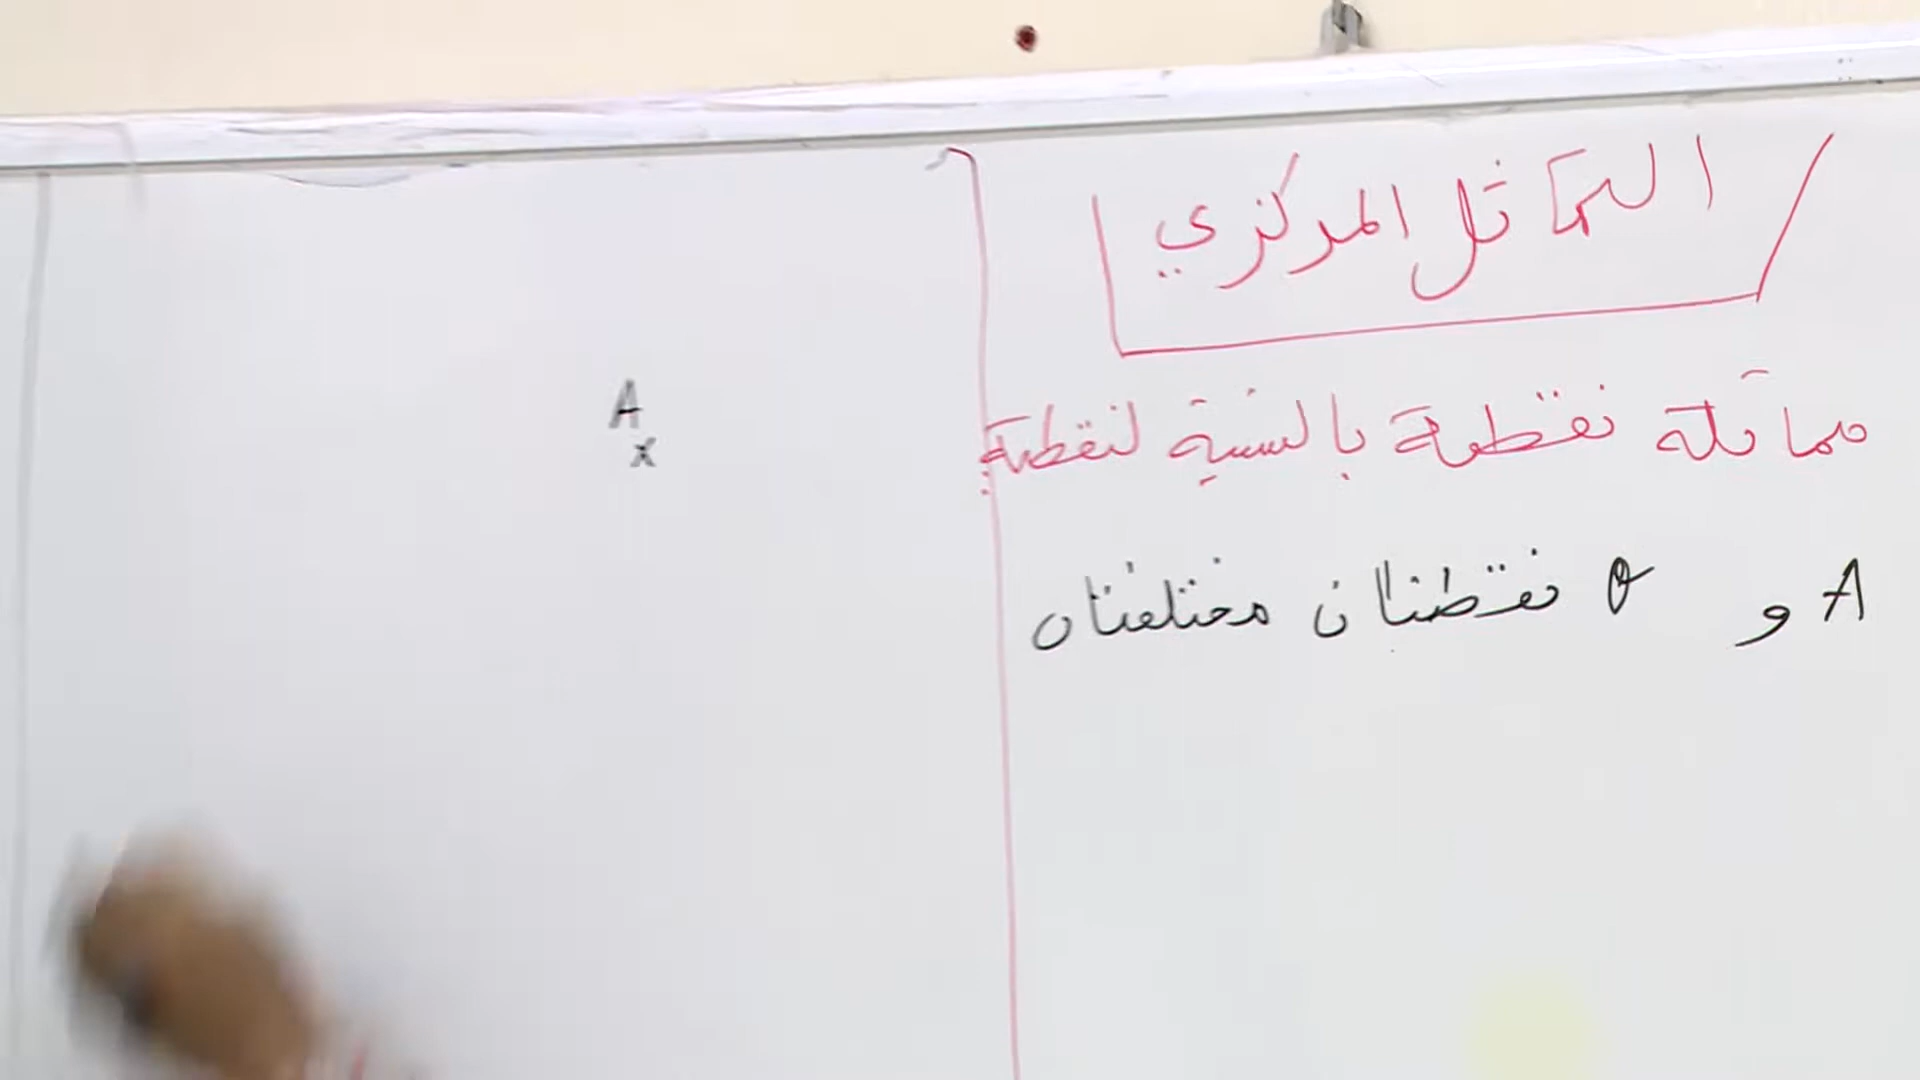 التماثل المركزي
مماثلة نقطة بالنسبة لنقطة:
A و O نقطتان مختلفتان
A
x